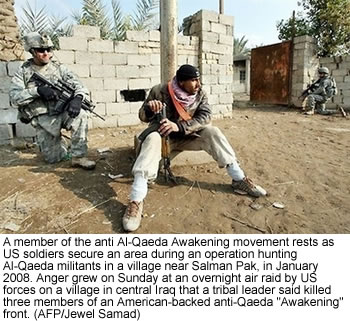 A member of the anti Al-Qaeda Awakening movement rests as
US soldiers secure an area during an operation hunting
Al-Qaeda militants in a village near Salman Pak, in January
2008. Anger grew on Sunday at an overnight air raid by US
forces on a village in central Iraq that a tribal leader said killed
three members of an American-backed anti-Qaeda "Awakening"
front. (AFP/Jewel Samad)